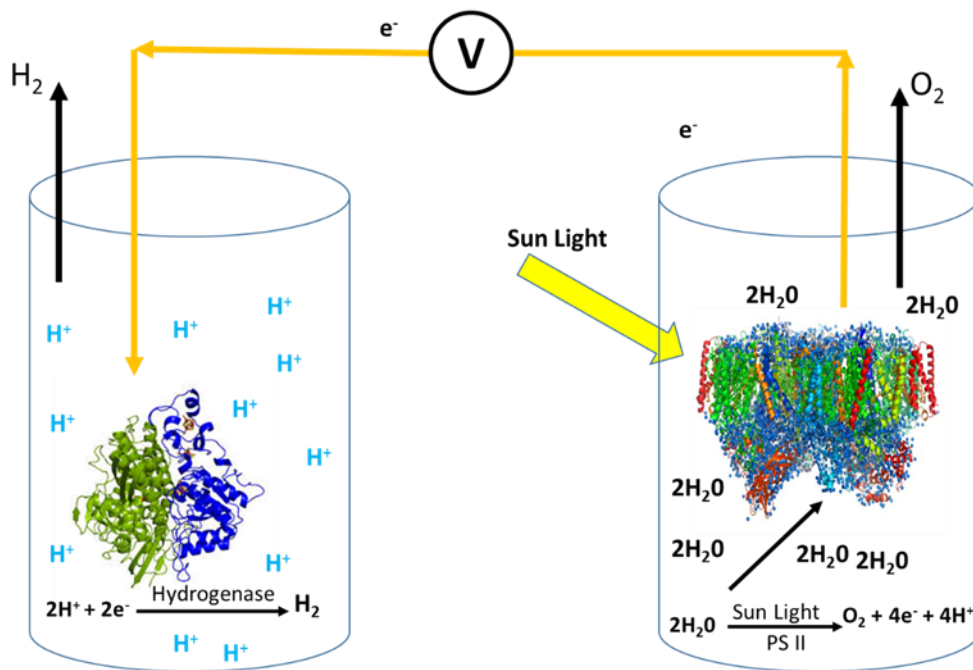 e⁻
V
H₂
O₂
e⁻
Sun Light
2H₂0
2H₂0
H⁺
H⁺
H⁺
H⁺
H⁺
H⁺
H⁺
H⁺
H⁺
2H₂0
2H₂0
2H₂0
2H₂0
2H⁺ + 2e⁻ Hydrogenase H₂
2H₂0 Sun Light PS II O₂ + 4e⁻ + 4H⁺
H⁺
H⁺